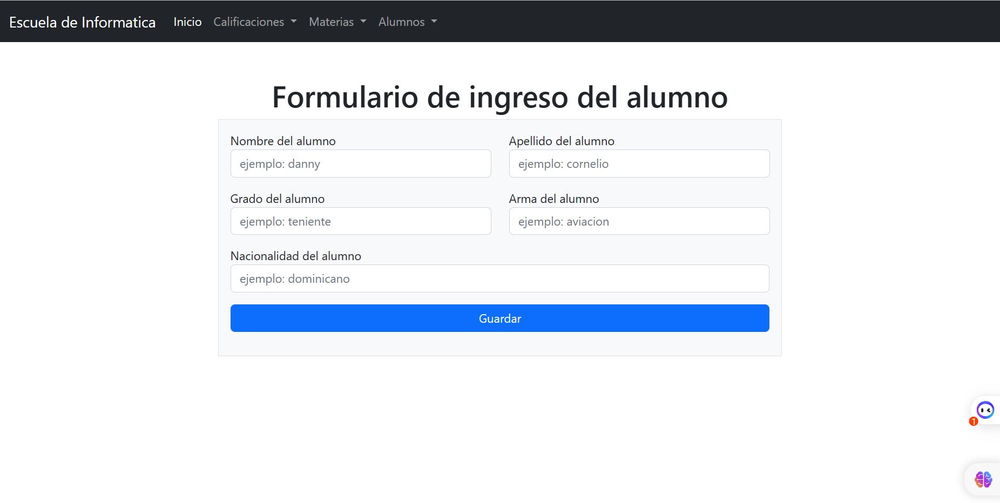 Escuela de Informatica Inicio Calificaciones Materias Alumnos
Formulario de ingreso del alumno
Nombre del alumno Apellido del alumno
ejemplo: danny ejemplo: cornelio
Grado del alumno Arma del alumno
ejemplo: teniente ejemplo: aviacion
Nacionalidad del alumno
ejemplo: dominicano
Guardar
1